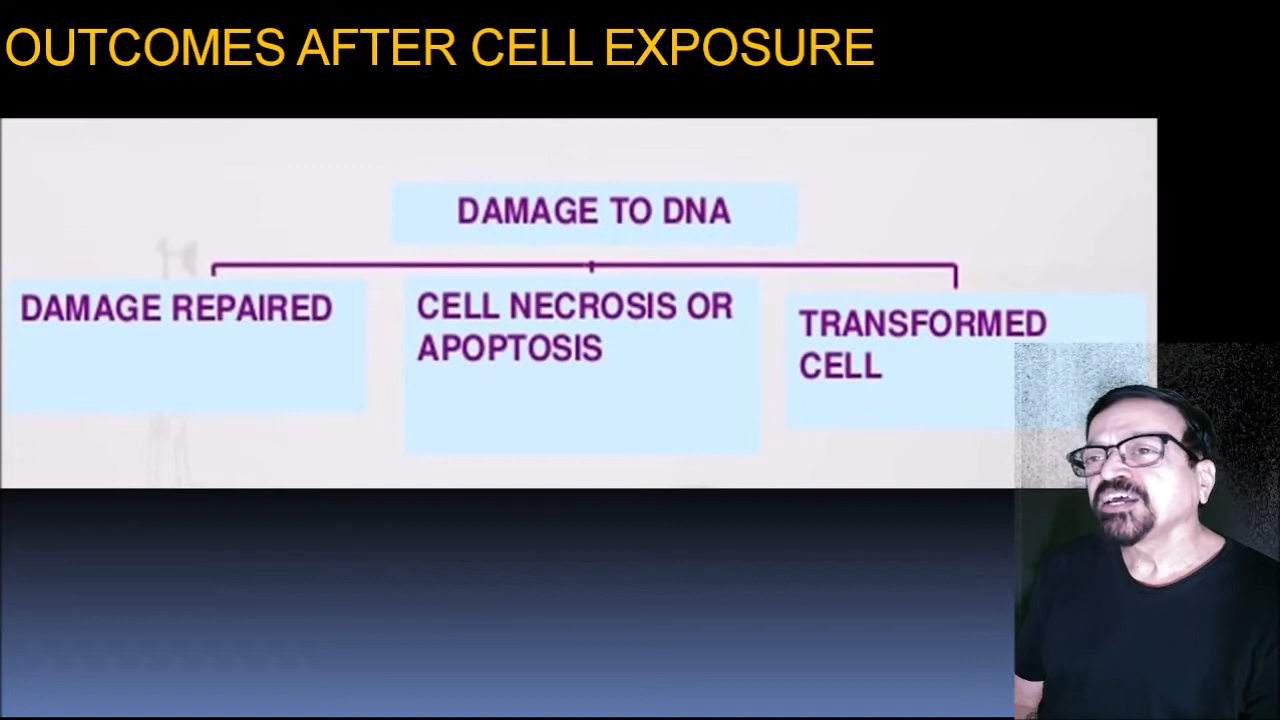 OUTCOMES AFTER CELL EXPOSURE
DAMAGE TO DNA
DAMAGE REPAIRED
CELL NECROSIS OR
APOPTOSIS
TRANSFORMED
CELL